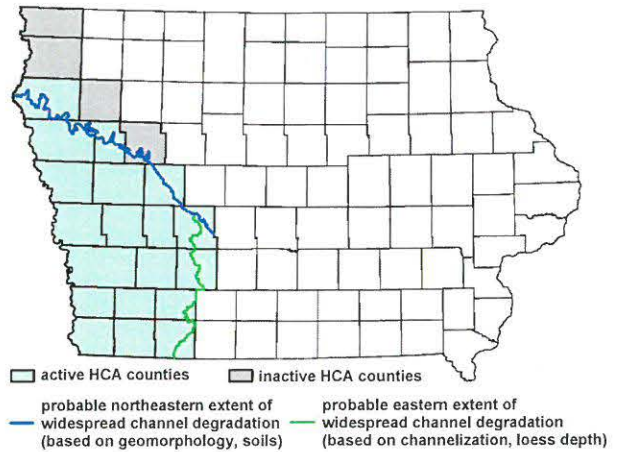 active HCA counties
inactive HCA counties
probable northeastern extent of
widespread channel degradation
(based on geomorphology, soils)
probable eastern extent of
widespread channel degradation
(based on channelization, loess depth)